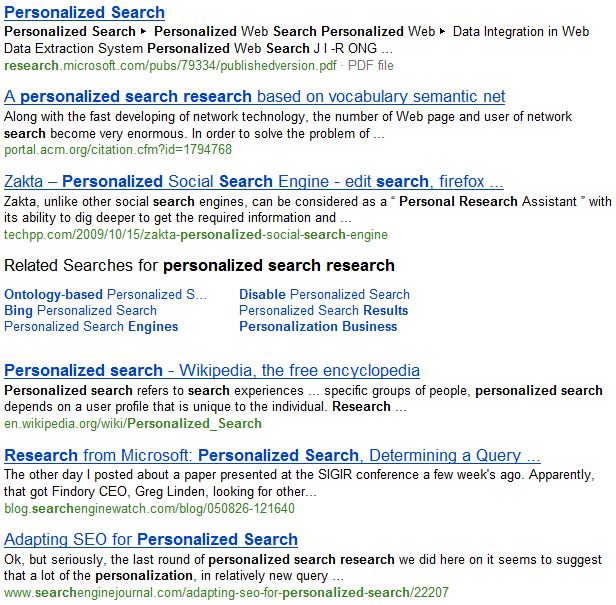 Personalized Search
Personalized Search ▸ Personalized Web Search Personalized Web ▸ Data Integration in Web
Data Extraction System Personalized Web Search J I -R ONG ...
research.microsoft.com/pubs/79334/publishedversion.pdf · PDF file
A personalized search research based on vocabulary semantic net
Along with the fast developing of network technology, the number of Web page and user of network
search become very enormous. In order to solve the problem of ...
portal.acm.org/citation.cfm?id=1794768
Zakta – Personalized Social Search Engine - edit search, firefox ...
Zakta, unlike other social search engines, can be considered as a “ Personal Research Assistant ” with
its ability to dig deeper to get the required information and ...
techpp.com/2009/10/15/zakta-personalized-social-search-engine
Related Searches for personalized search research
Ontology-based Personalized S... Disable Personalized Search
Bing Personalized Search Personalized Search Results
Personalized Search Engines Personalization Business
Personalized search - Wikipedia, the free encyclopedia
Personalized search refers to search experiences ... specific groups of people, personalized search
depends on a user profile that is unique to the individual. Research ...
en.wikipedia.org/wiki/Personalized_Search
Research from Microsoft: Personalized Search, Determining a Query ...
The other day I posted about a paper presented at the SIGIR conference a few week's ago. Apparently,
that got Findory CEO, Greg Linden, looking for other...
blog.searchenginewatch.com/blog/050826-121640
Adapting SEO for Personalized Search
Ok, but seriously, the last round of personalized search research we did here on it seems to suggest
that a lot of the personalization, in relatively new query ...
www.searchenginejournal.com/adapting-seo-for-personalized-search/22207